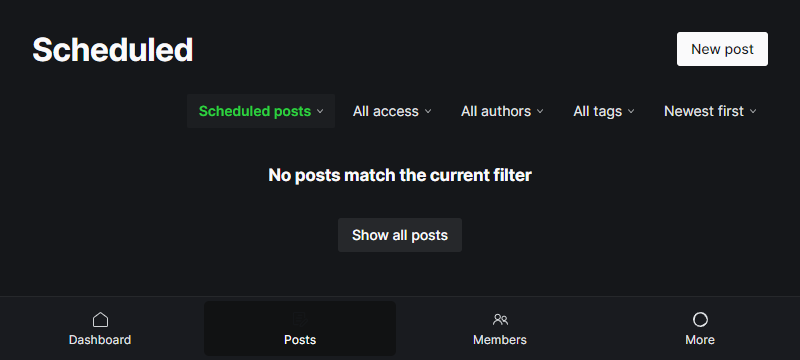 Scheduled
New post
Scheduled posts All access All authors All tags Newest first
No posts match the current filter
Show all posts
Dashboard Posts Members More